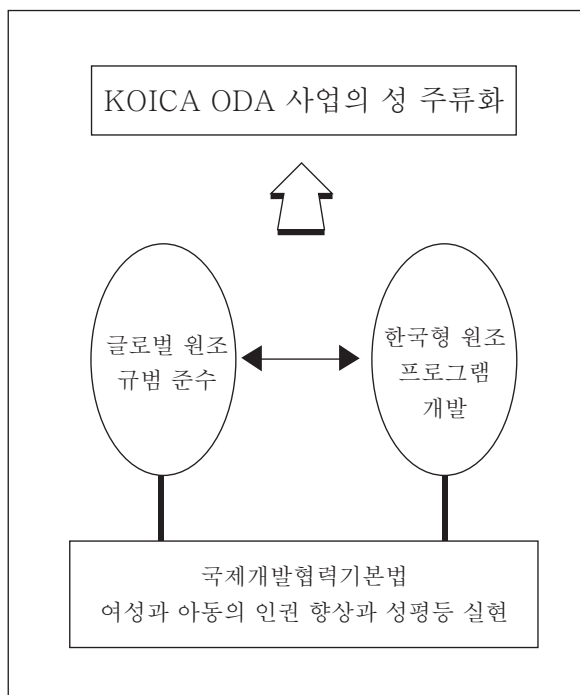 KOICA ODA 사업의 성 주류화
글로벌 원조
규범 준수
한국형 원조
프로그램
개발
국제개발협력기본법
여성과 아동의 인권 향상과 성평등 실현